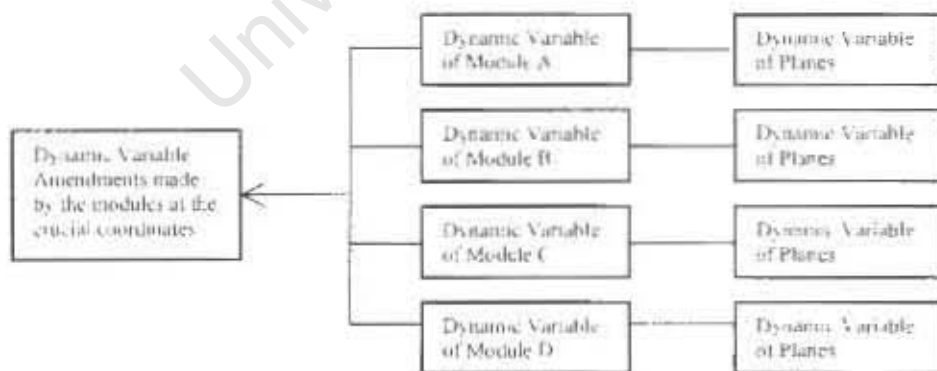 Univ
Dynamic Variable
of Module A
Dynamic Variable
of Planes
Dynamic Variable
of Module B
Dynamic Variable
of Planes
Dynamic Variable
Amendments made
by the modules at the
crucial coordinates
Dynamic Variable
of Module C
Dynamic Variable
of Planes
Dynamic Variable
of Module D
Dynamic Variable
of Planes